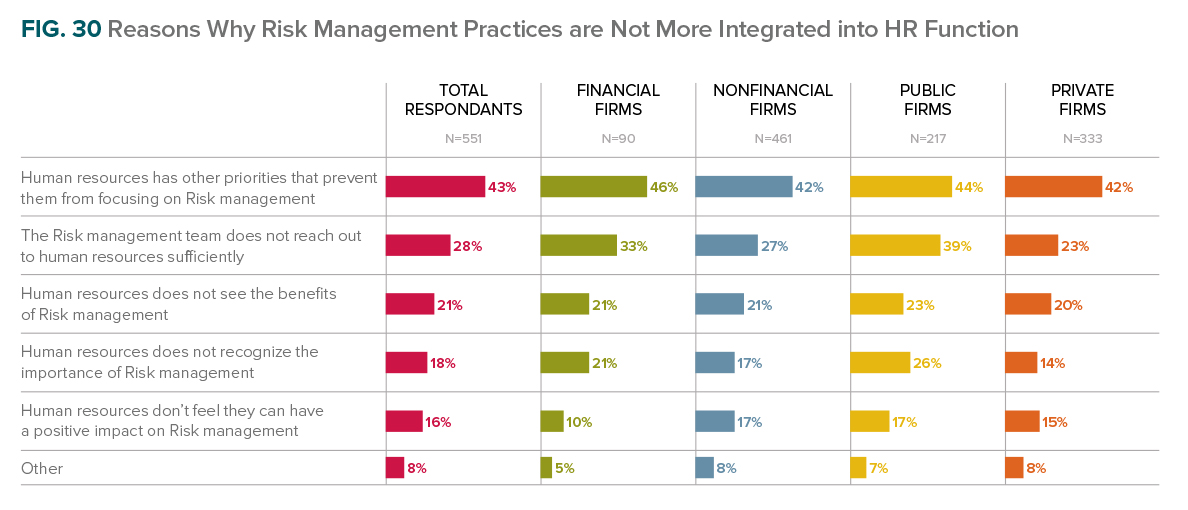 FIG. 30 Reasons Why Risk Management Practices are Not More Integrated into HR Function
TOTAL RESPONDANTS
N=551
FINANCIAL FIRMS
N=90
NONFINANCIAL FIRMS
N=461
PUBLIC FIRMS
N=217
PRIVATE FIRMS
N=333
Human resources has other priorities that prevent
them from focusing on Risk management
43% 46% 42% 44% 42%
The Risk management team does not reach out
to human resources sufficiently
28% 33% 27% 39% 23%
Human resources does not see the benefits
of Risk management
21% 21% 21% 23% 20%
Human resources does not recognize the
importance of Risk management
18% 21% 17% 26% 14%
Human resources don't feel they can have
a positive impact on Risk management
16% 10% 17% 17% 15%
Other 8% 5% 8% 7% 8%